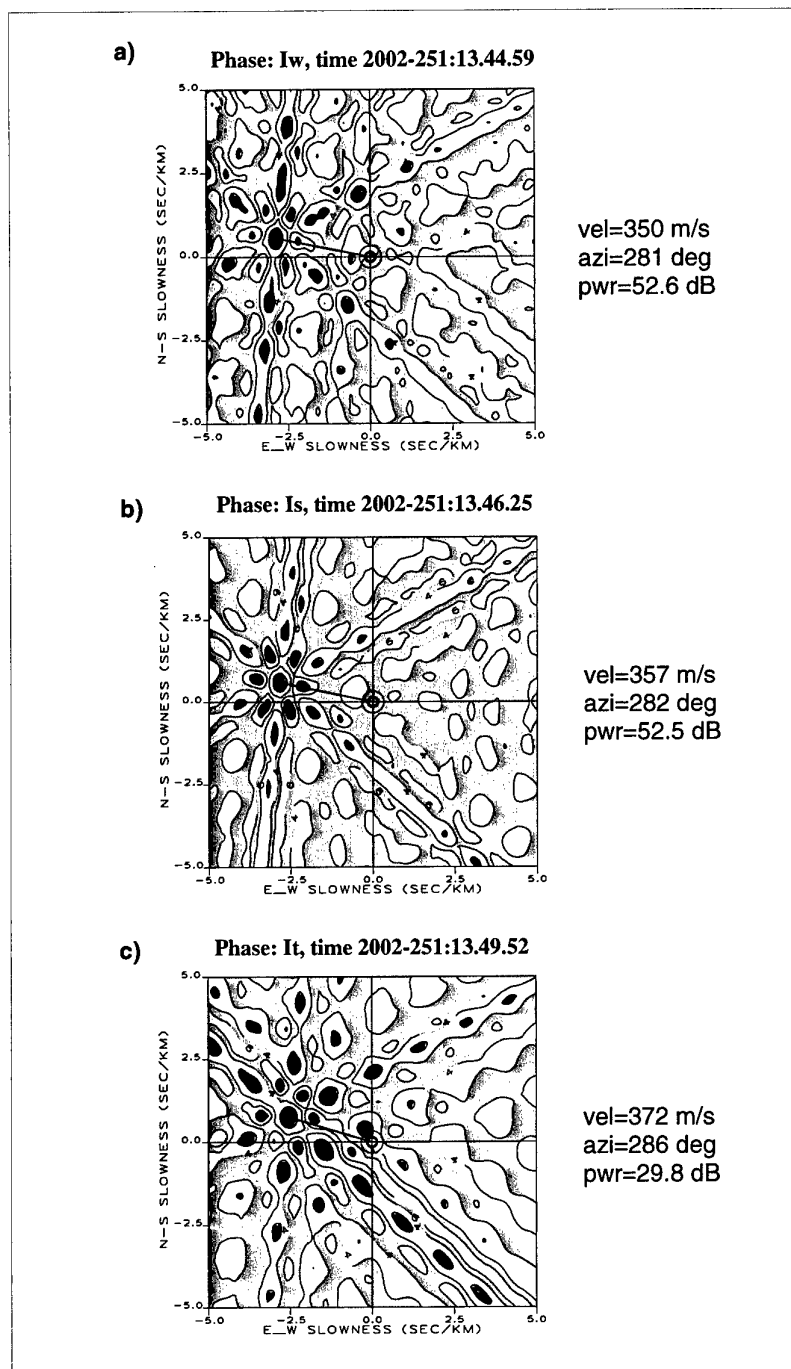 a)
Phase: Iw, time 2002-251:13.44.59
5.0
2.5
0.0
-2.5
-5.0
N-S SLOWNESS (SEC/KM)
-5.0 -2.5 0.0 2.5 5.0
E_W SLOWNESS (SEC/KM)
vel=350 m/s
azi=281 deg
pwr=52.6 dB
b)
Phase: Is, time 2002-251:13.46.25
5.0
2.5
0.0
-2.5
-5.0
N-S SLOWNESS (SEC/KM)
-5.0 -2.5 0.0 2.5 5.0
E_W SLOWNESS (SEC/KM)
vel=357 m/s
azi=282 deg
pwr=52.5 dB
c)
Phase: It, time 2002-251:13.49.52
5.0
2.5
0.0
-2.5
-5.0
N-S SLOWNESS (SEC/KM)
-5.0 -2.5 0.0 2.5 5.0
E_W SLOWNESS (SEC/KM)
vel=372 m/s
azi=286 deg
pwr=29.8 dB